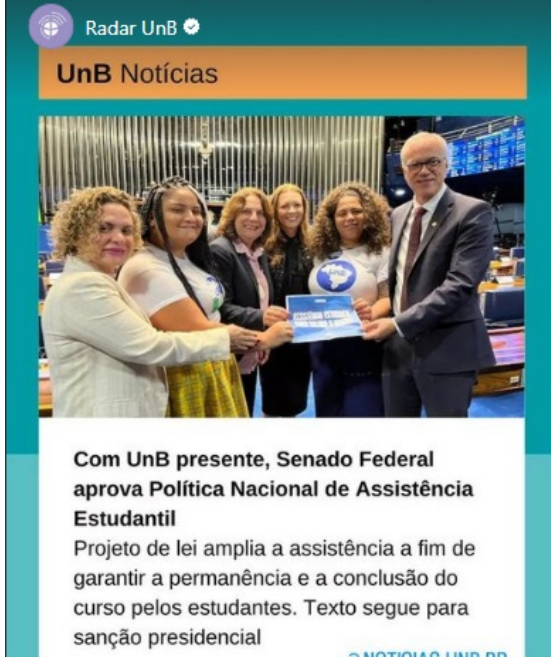 Radar UnB
UnB Notícias
UnB
Com UnB presente, Senado Federal
aprova Política Nacional de Assistência
Estudantil
Projeto de lei amplia a assistência a fim de
garantir a permanência e a conclusão do
curso pelos estudantes. Texto segue para
sanção presidencial